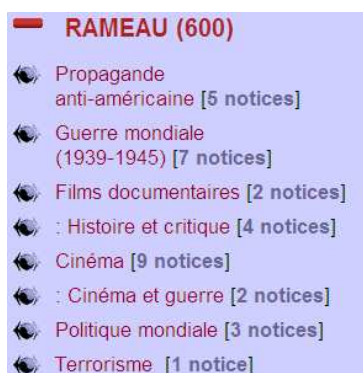 RAMEAU (600)
Propagande
anti-américaine [5 notices]
Guerre mondiale
(1939-1945) [7 notices]
Films documentaires [2 notices]
: Histoire et critique [4 notices]
Cinéma [9 notices]
: Cinéma et guerre [2 notices]
Politique mondiale [3 notices]
Terrorisme [1 notice]